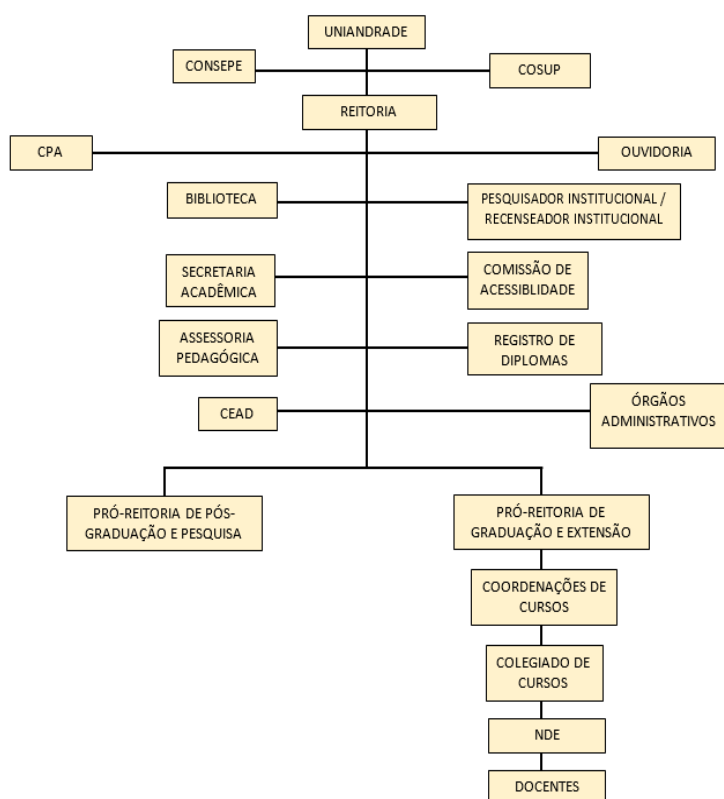 UNIANDRADE
CONSEPE
COSUP
REITORIA
CPA
OUVIDORIA
BIBLIOTECA
PESQUISADOR INSTITUCIONAL /
RECENSEADOR INSTITUCIONAL
SECRETARIA
ACADÊMICA
COMISSÃO DE
ACESSIBLIDADE
ASSESSORIA
PEDAGÓGICA
REGISTRO DE
DIPLOMAS
CEAD
ÓRGÃOS
ADMINISTRATIVOS
PRÓ-REITORIA DE PÓS-
GRADUAÇÃO E PESQUISA
PRÓ-REITORIA DE
GRADUAÇÃO E EXTENSÃO
COORDENAÇÕES DE
CURSOS
COLEGIADO DE
CURSOS
NDE
DOCENTES